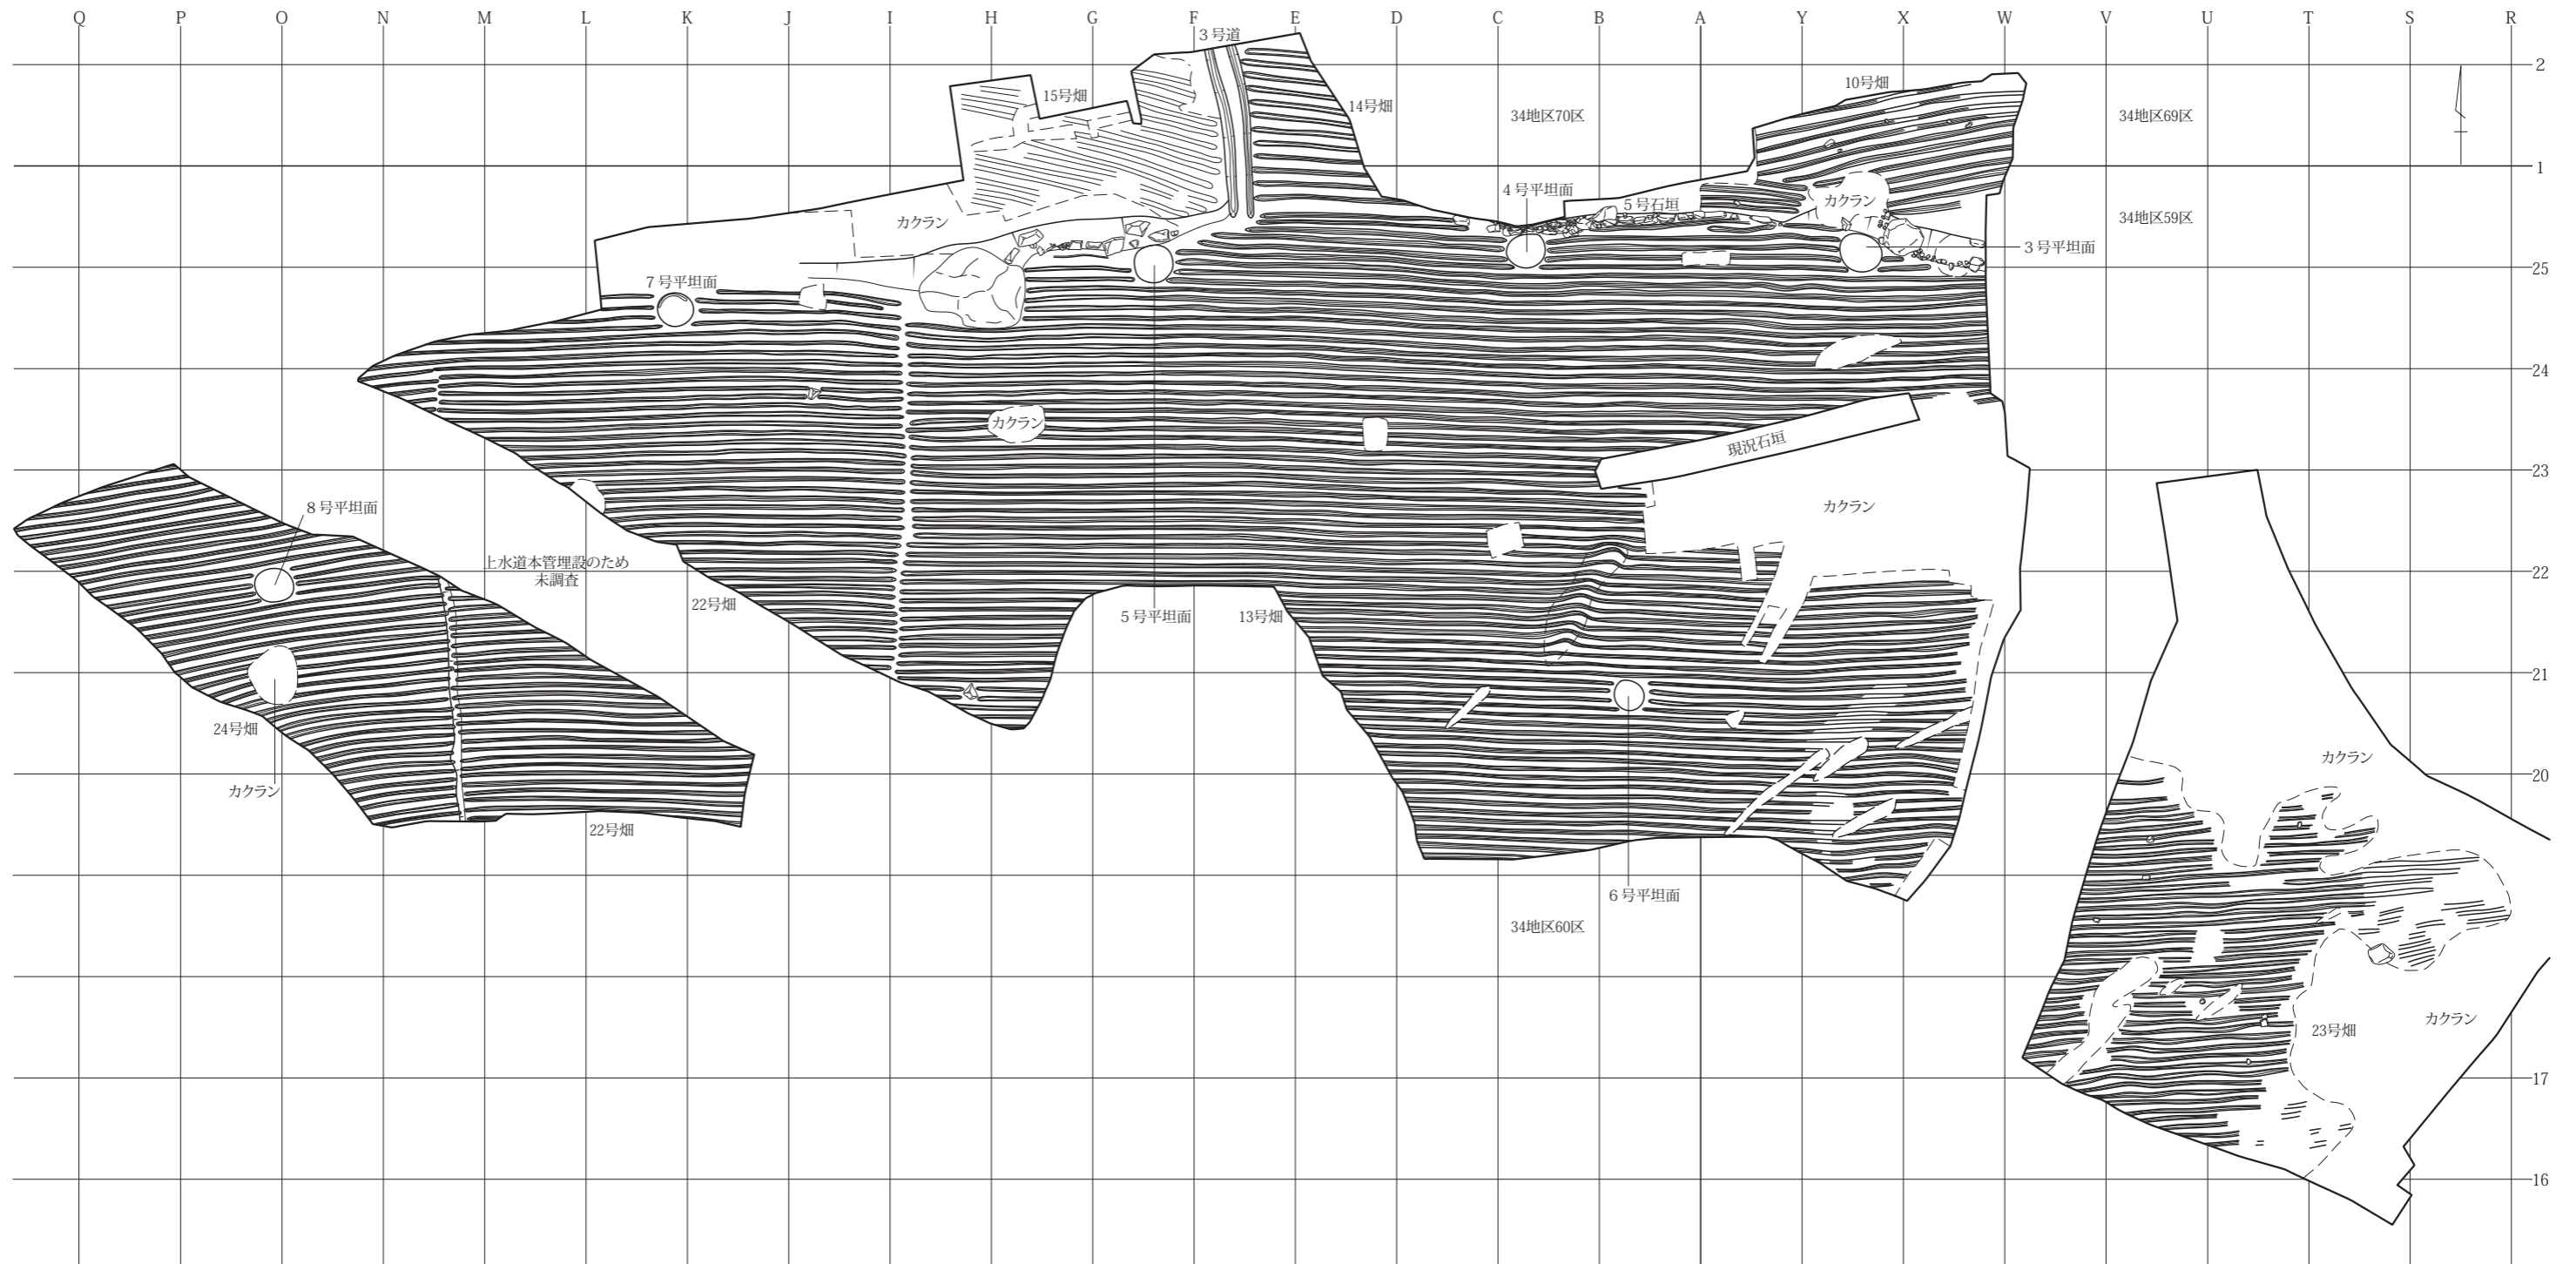 Q P O N M L K J I H G F E D C B A Y X W V U T S R
３号道
2
15号畑
14号畑
10号畑
34地区70区
34地区69区
1
４号平坦面
５号石垣
カクラン
カクラン
34地区59区
３号平坦面
25
７号平坦面
24
カクラン
現況石垣
23
８号平坦面
カクラン
上水道本管埋設のため
未調査
22
22号畑
５号平坦面
13号畑
21
24号畑
カクラン
カクラン
20
22号畑
６号平坦面
34地区60区
カクラン
23号畑
17
16